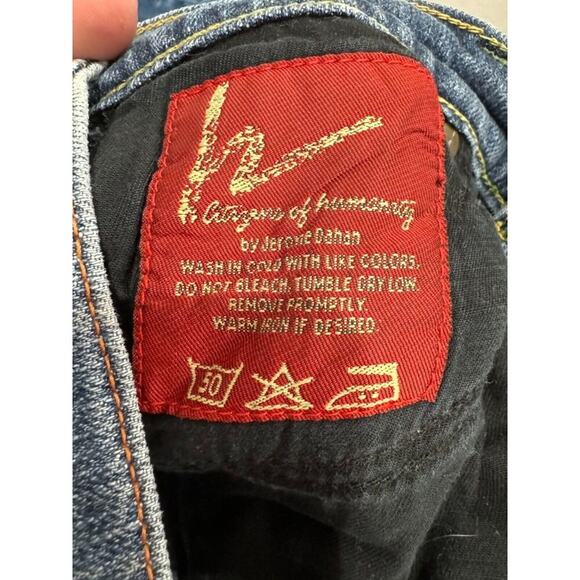 h
Citizens of humanity
by Jerome Dahan
WASH IN COLD WITH LIKE COLORS.
DO NOT BLEACH, TUMBLE DRY LOW.
REMOVE PROMPTLY.
WARM IRON IF DESIRED.
50